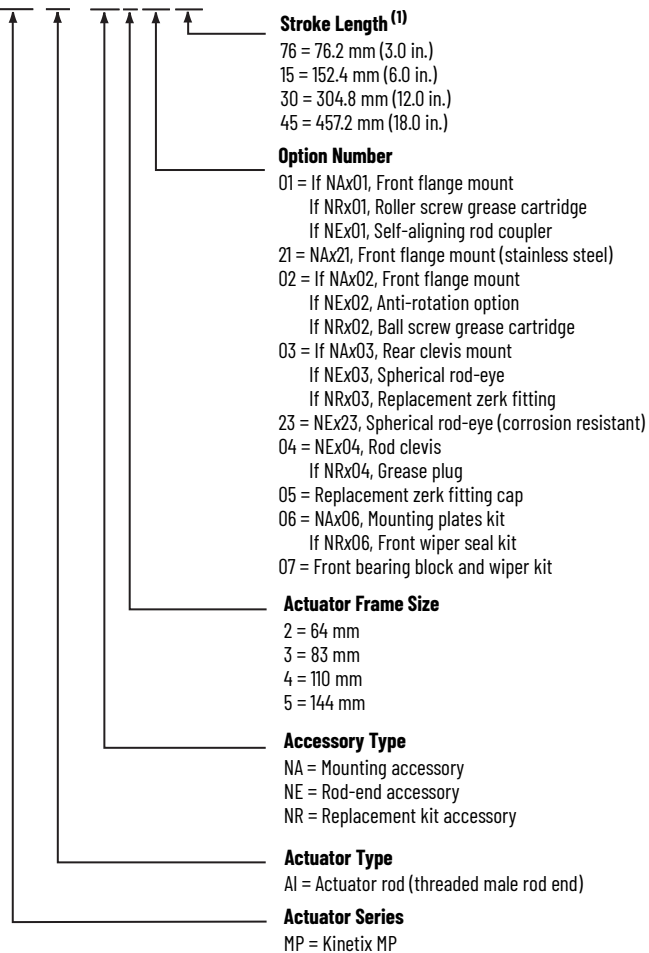 Stroke Length (1)
76 = 76.2 mm (3.0 in.)
15 = 152.4 mm (6.0 in.)
30 = 304.8 mm (12.0 in.)
45 = 457.2 mm (18.0 in.)
Option Number
01 = If NAx01, Front flange mount
If NRx01, Roller screw grease cartridge
If NEx01, Self-aligning rod coupler
21 = NAx21, Front flange mount (stainless steel)
02 = If NAx02, Front flange mount
If NEx02, Anti-rotation option
If NRx02, Ball screw grease cartridge
03 = If NAx03, Rear clevis mount
If NEx03, Spherical rod-eye
If NRx03, Replacement zerk fitting
23 = NEx23, Spherical rod-eye (corrosion resistant)
04 = NEx04, Rod clevis
If NRx04, Grease plug
05 = Replacement zerk fitting cap
06 = NAx06, Mounting plates kit
If NRx06, Front wiper seal kit
07 = Front bearing block and wiper kit
Actuator Frame Size
2 = 64 mm
3 = 83 mm
4 = 110 mm
5 = 144 mm
Accessory Type
NA = Mounting accessory
NE = Rod-end accessory
NR = Replacement kit accessory
Actuator Type
AI = Actuator rod (threaded male rod end)
Actuator Series
MP = Kinetix MP